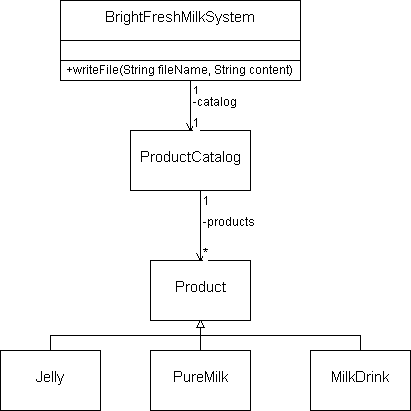 BrightFreshMilkSystem
+writeFile(String fileName, String content)
1
-catalog
1
ProductCatalog
1
-products
*
Product
Jelly
PureMilk
MilkDrink